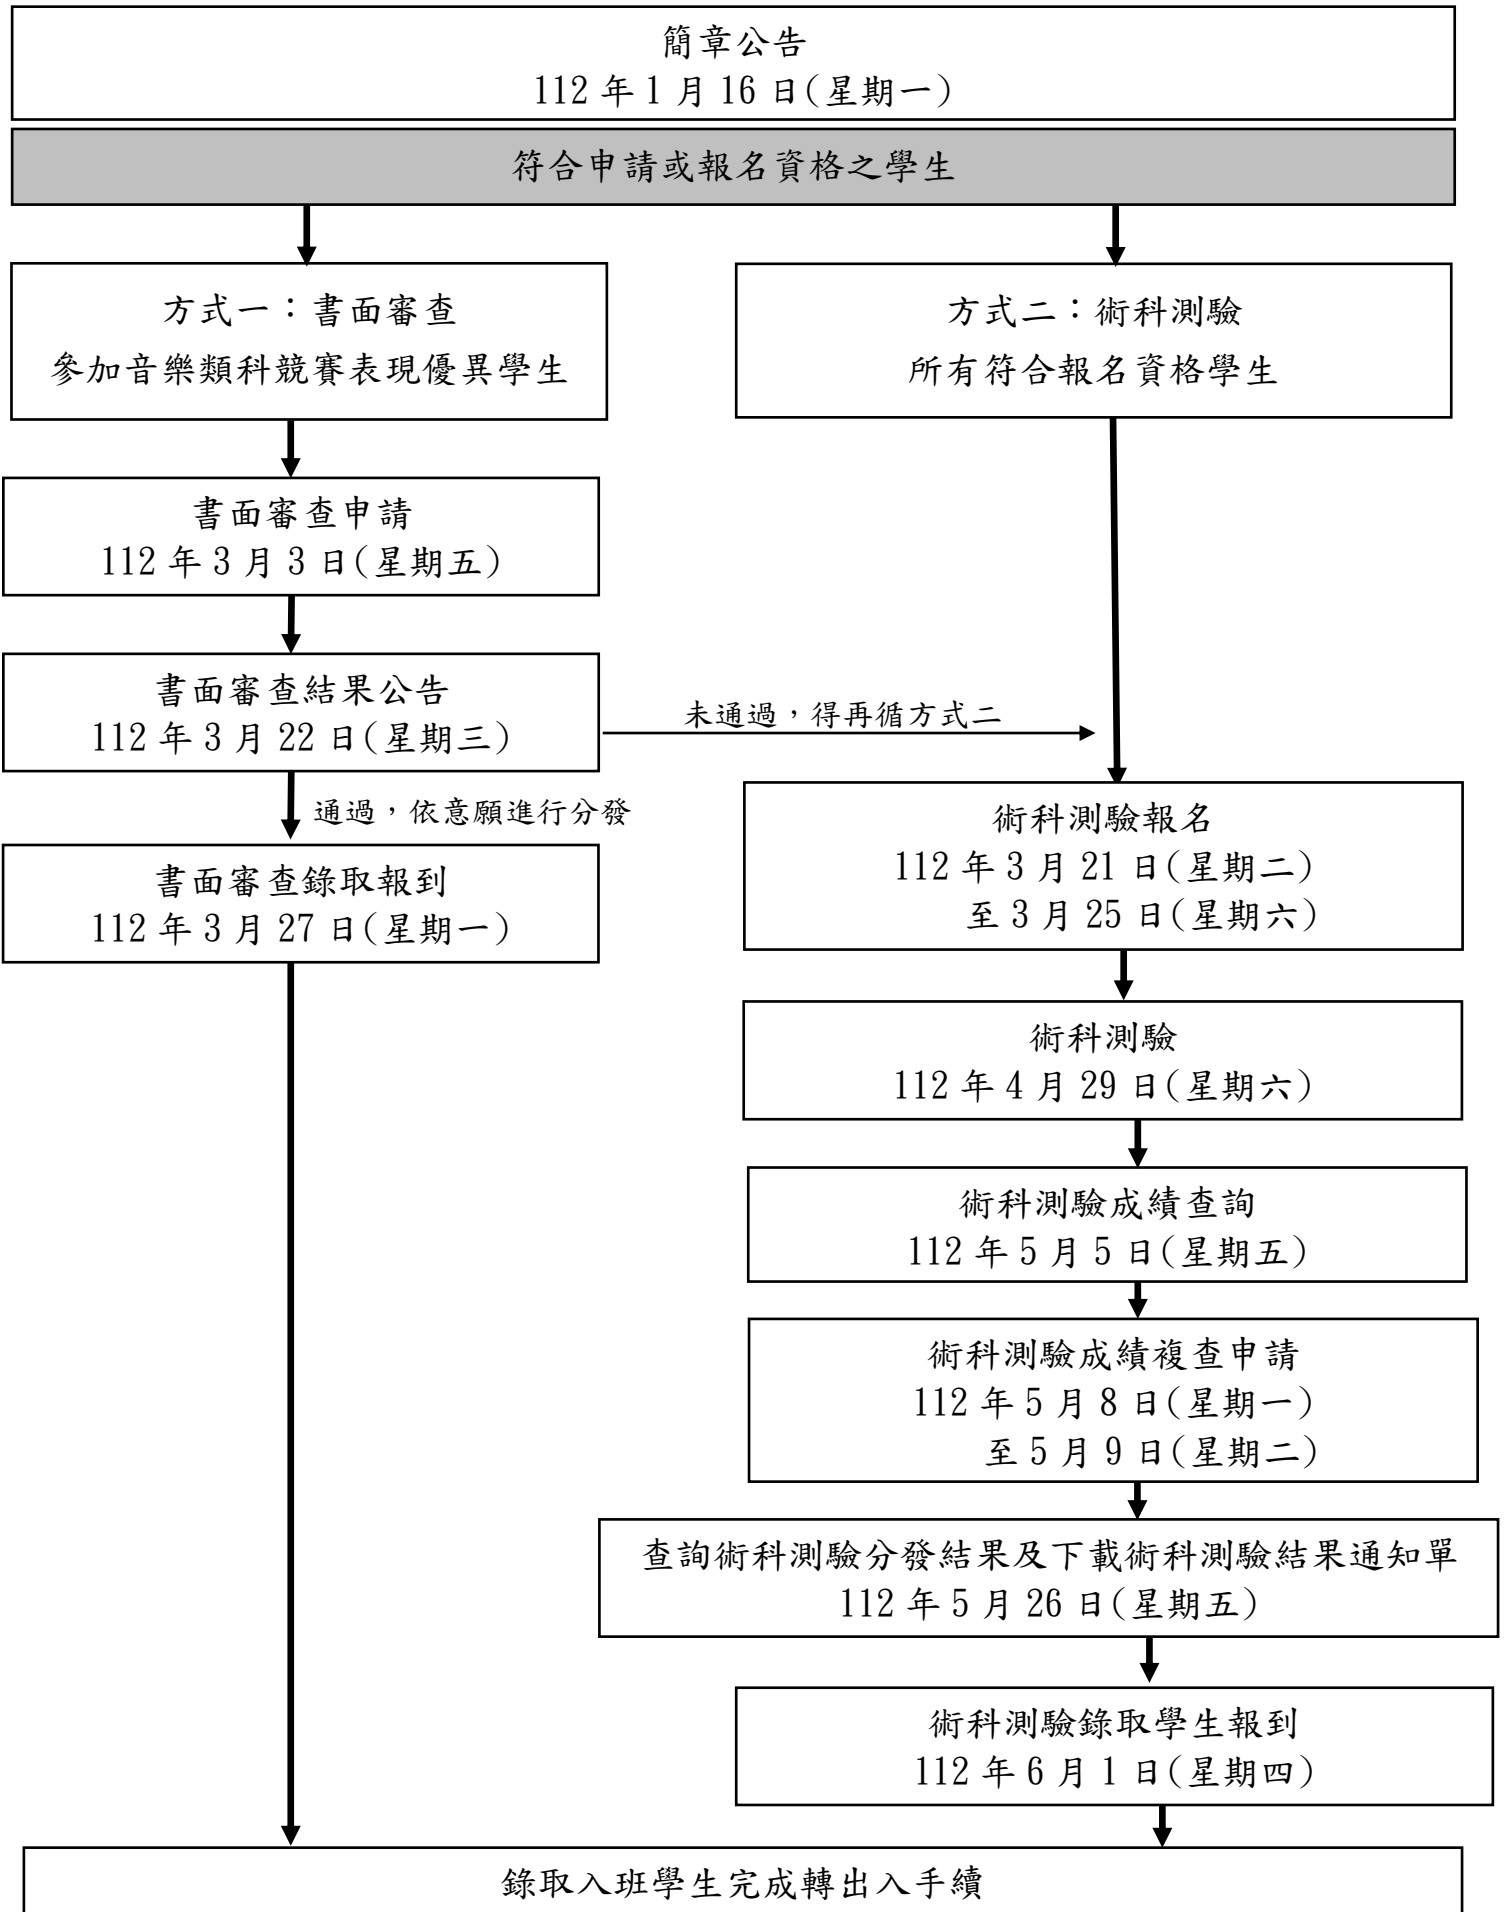 簡章公告
112 年 1 月 16 日(星期一)
符合申請或報名資格之學生
方式一：書面審查
參加音樂類科競賽表現優異學生
方式二：術科測驗
所有符合報名資格學生
書面審查申請
112 年 3 月 3 日(星期五)
書面審查結果公告
112 年 3 月 22 日(星期三)
未通過，得再循方式二
通過，依意願進行分發
書面審查錄取報到
112 年 3 月 27 日(星期一)
術科測驗報名
112 年 3 月 21 日(星期二)
至 3 月 25 日(星期六)
術科測驗
112 年 4 月 29 日(星期六)
術科測驗成績查詢
112 年 5 月 5 日(星期五)
術科測驗成績複查申請
112 年 5 月 8 日(星期一)
至 5 月 9 日(星期二)
查詢術科測驗分發結果及下載術科測驗結果通知單
112 年 5 月 26 日(星期五)
術科測驗錄取學生報到
112 年 6 月 1 日(星期四)
錄取入班學生完成轉出入手續